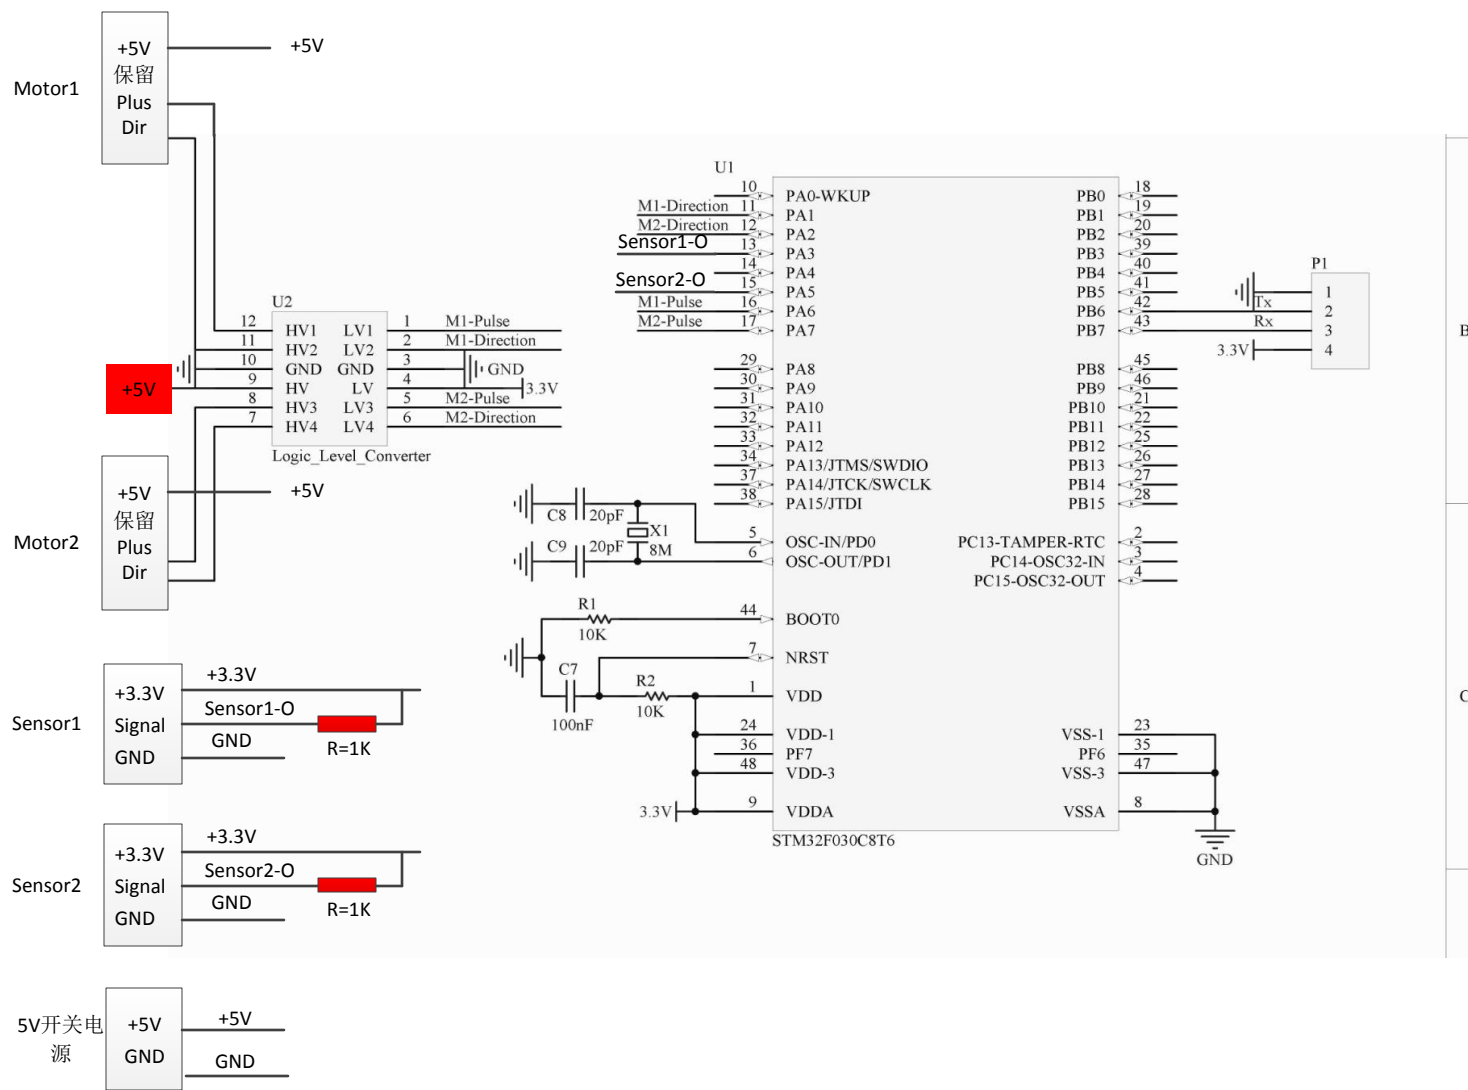 Motor1
+5V
保留
Plus
Dir
+5V
U2
12 HV1 LV1 1 M1-Pulse
11 HV2 LV2 2 M1-Direction
10 GND GND 3 GND
+5V 9 HV LV 4 3.3V
8 HV3 LV3 5 M2-Pulse
7 HV4 LV4 6 M2-Direction
Logic_Level_Converter
Motor2
+5V
保留
Plus
Dir
+5V
Sensor1
+3.3V
Signal
GND
+3.3V
Sensor1-O
GND
R=1K
Sensor2
+3.3V
Signal
GND
+3.3V
Sensor2-O
GND
R=1K
5V开关电
源
+5V
GND
+5V
GND
U1
10 PA0-WKUP PB0 18
M1-Direction 11 PA1 PB1 19
M2-Direction 12 PA2 PB2 20
Sensor1-O 13 PA3 PB3 39
14 PA4 PB4 40
Sensor2-O 15 PA5 PB5 41
M1-Pulse 16 PA6 PB6 42
M2-Pulse 17 PA7 PB7 43
29 PA8 PB8 45
30 PA9 PB9 46
31 PA10 PB10 21
32 PA11 PB11 22
33 PA12 PB12 25
34 PA13/JTMS/SWDIO PB13 26
37 PA14/JTCK/SWCLK PB14 27
38 PA15/JTDI PB15 28
5 OSC-IN/PD0 PC13-TAMPER-RTC 2
6 OSC-OUT/PD1 PC14-OSC32-IN 3
PC15-OSC32-OUT 4
44 BOOT0
7 NRST
1 VDD
24 VDD-1 VSS-1 23
36 PF7 PF6 35
48 VDD-3 VSS-3 47
3.3V 9 VDDA VSSA 8
STM32F030C8T6
GND
C8 20pF
X1
8M
C9 20pF
R1
10K
C7
100nF
R2
10K
P1
1
Tx 2
Rx 3
3.3V 4
B
C